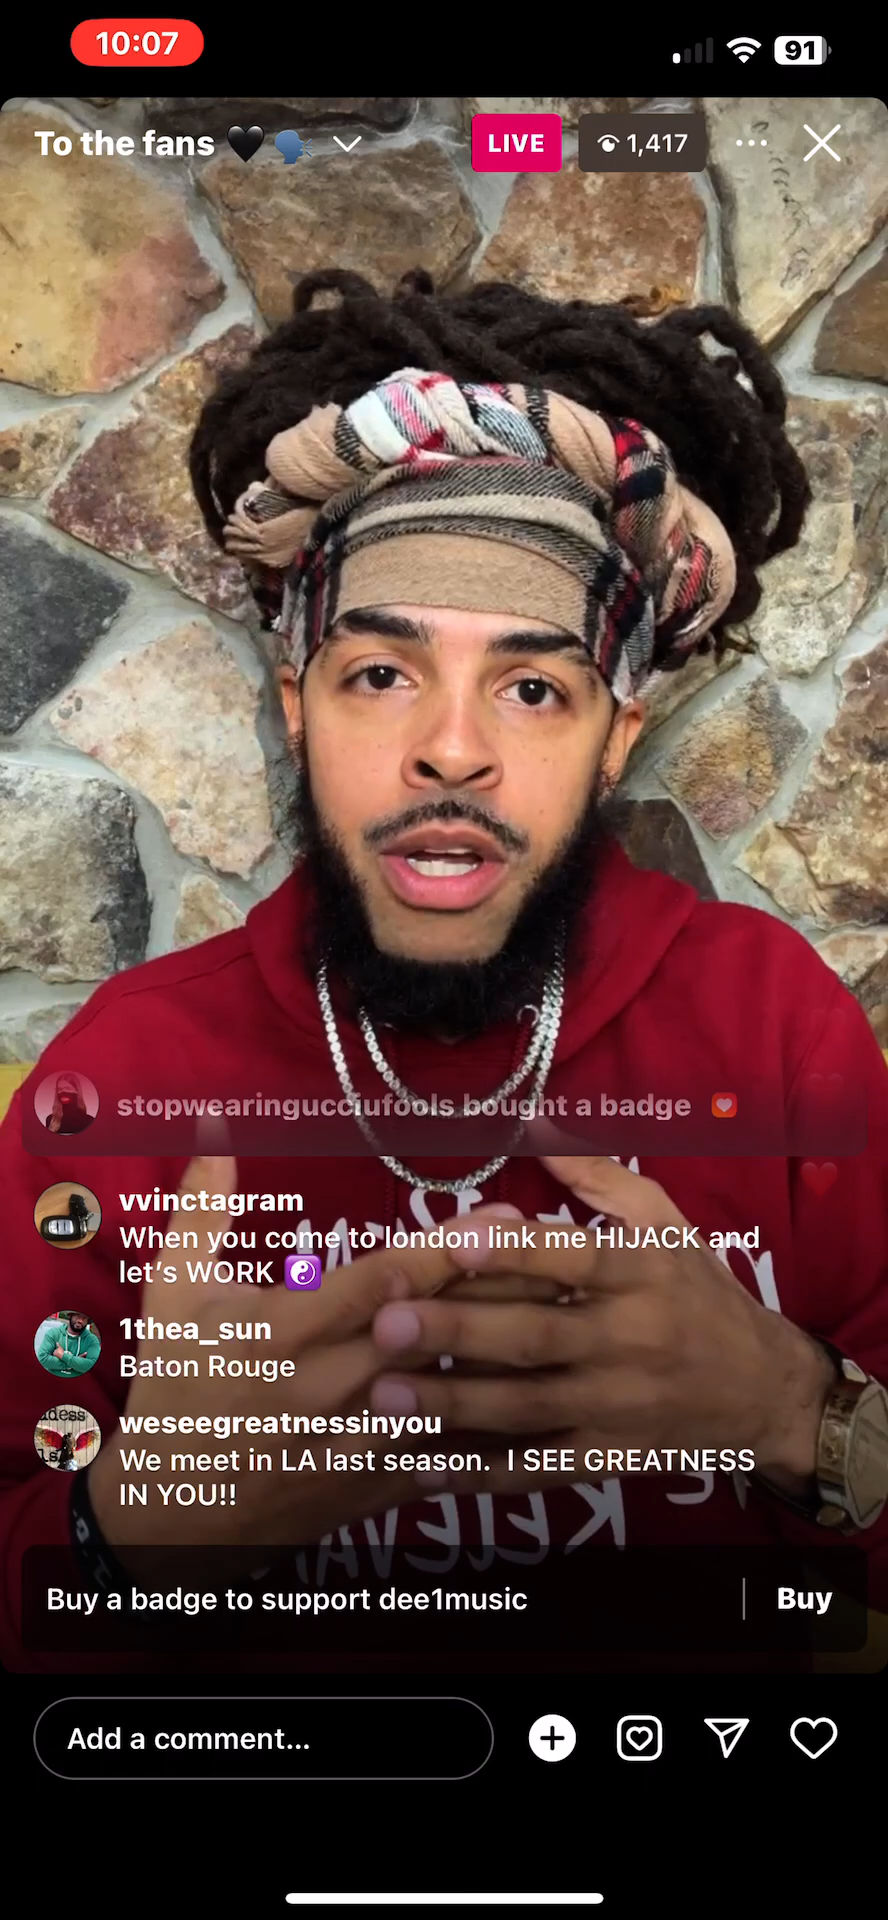 10:07
91
To the fans 🖤 🗣️
LIVE
1,417
stopwearingucciufools bought a badge
vvinctagram
When you come to london link me HIJACK and
let's WORK ☯️
1thea_sun
Baton Rouge
weseegreatnessinyou
We meet in LA last season.  I SEE GREATNESS
IN YOU!!
Buy a badge to support dee1music
Buy
Add a comment...